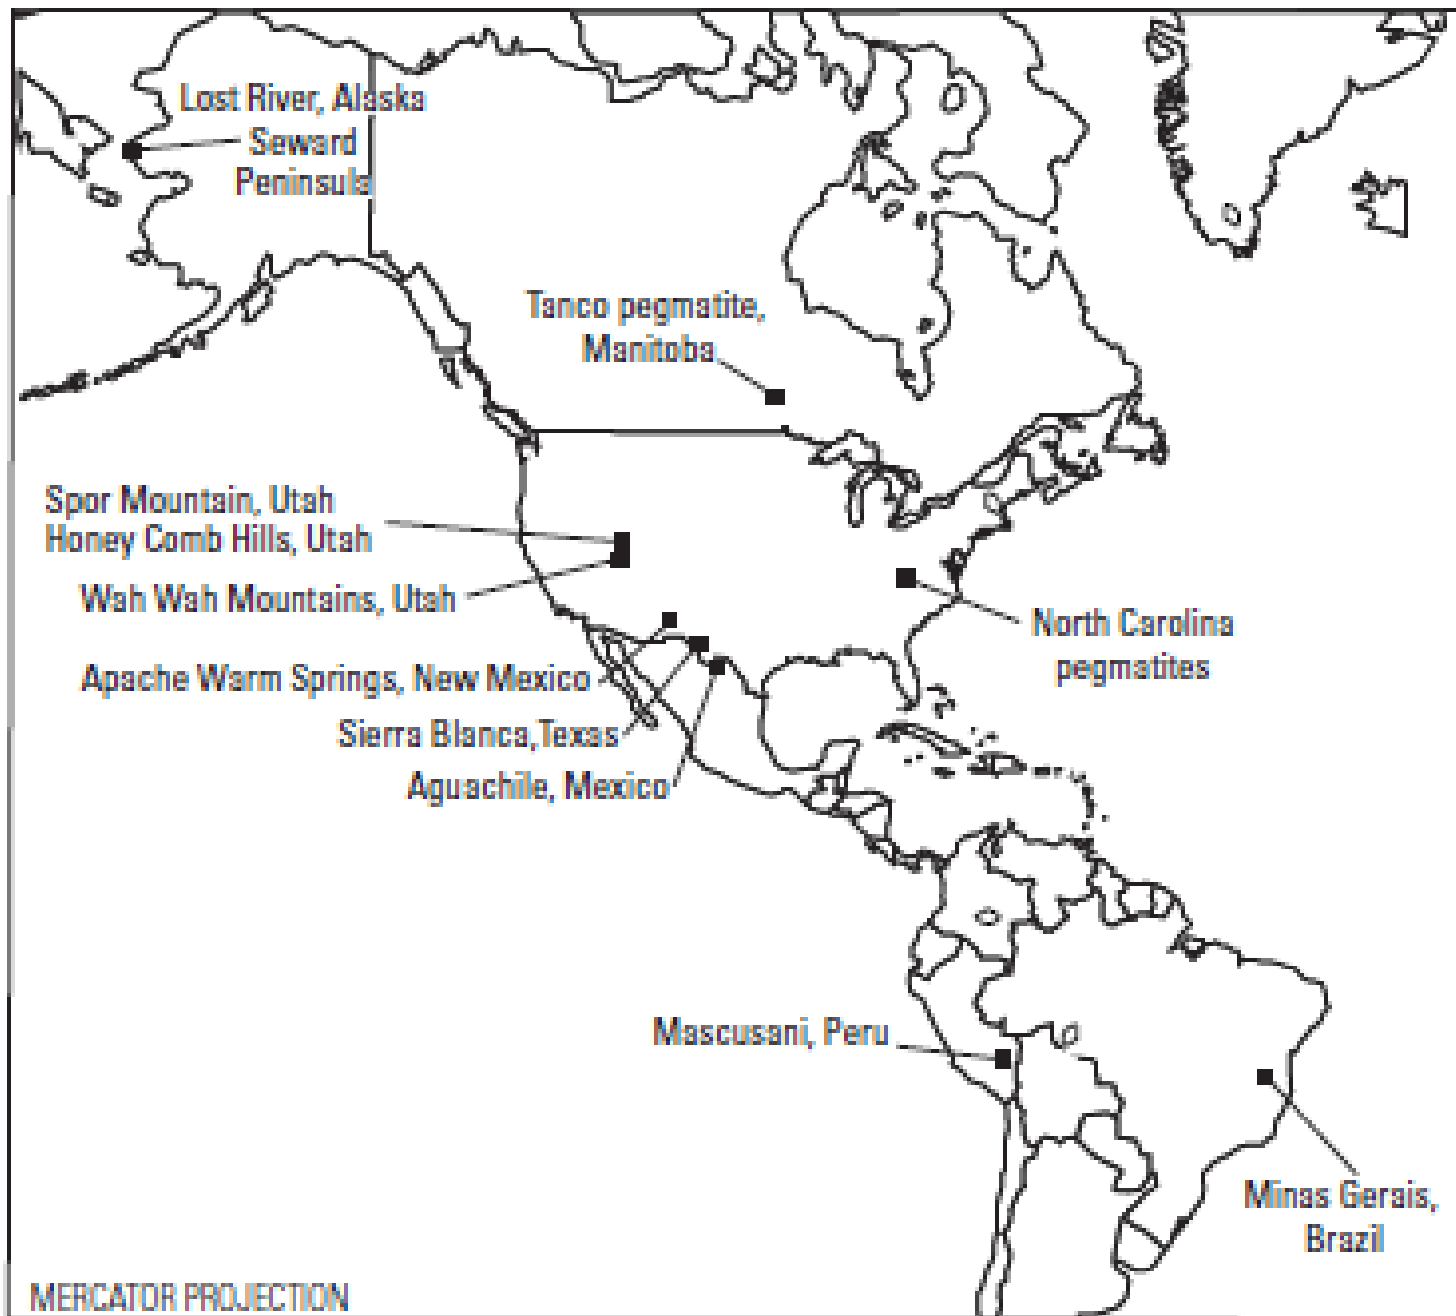 Lost River, Alaska
Seward
Peninsula
Tanco pegmatite,
Manitoba
Spor Mountain, Utah
Honey Comb Hills, Utah
Wah Wah Mountains, Utah
North Carolina
pegmatites
Apache Warm Springs, New Mexico
Sierra Blanca,Texas
Aguachile, Mexico
Mascusani, Peru
Minas Gerais,
Brazil
MERCATOR PROJECTION